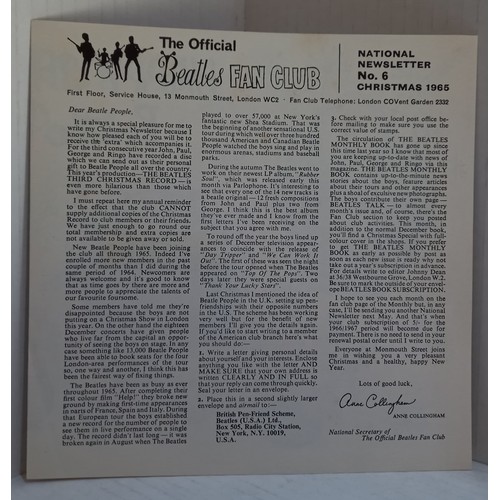 The Official
Beatles FAN CLUB
NATIONAL
NEWSLETTER
No. 6
CHRISTMAS 1965
First Floor, Service House, 13 Monmouth Street, London WC2 · Fan Club Telephone: London COVent Garden 2332
Dear Beatle People,
It is always a special pleasure for me to
write my Christmas Newsletter because I
know how pleased each of you will be to
receive the 'extra' which accompanies it.
For the third consecutive year John, Paul,
George and Ringo have recorded a disc
which we can send out as their personal
gift to Beatle People all over the country.
This year's production—THE BEATLES
THIRD CHRISTMAS RECORD—is
even more hilarious than those which
have gone before.
I must repeat here my annual reminder
to the effect that the club CANNOT
supply additional copies of the Christmas
Record to club members or their friends.
We have just enough to go round our
total membership and extra copies are
not available to be given away or sold.
New Beatle People have been joining
the club all through 1965. Indeed I've
enrolled more new members in the past
couple of months than I did during the
same period of 1964. Newcomers are
always welcome and it's good to know
that as time goes by there are more and
more people to appreciate the talents of
our favourite foursome.
Some members have told me they're
disappointed because the boys are not
putting on a Christmas Show in London
this year. On the other hand the eighteen
December concerts have given people
who live far from the capital an opportunity
of seeing the boys on stage. In any
case something like 13,000 Beatle People
have been able to book seats for the two
London-area performances of the tour
so, one way and another, I think this has
been the fairest way of fixing things.
The Beatles have been as busy as ever
throughout 1965. After completing their
first colour film "Help!" they broke new
ground by making first-time appearances
in parts of France, Spain and Italy. During
that European tour the boys established
a new record for the number of people to
see them in live performance on a single
day. The record didn't last long—it was
broken again in August when The Beatles
played to over 57,000 at New York's
fantastic new Shea Stadium. That was
the beginning of another sensational U.S.
tour during which well over three hundred
thousand American and Canadian Beatle
People watched the boys sing and play in
enormous arenas, stadiums and baseball
parks.
During the autumn The Beatles went to
work on their newest LP album, "Rubber
Soul", which was released early this
month via Parlophone. It's interesting to
see that every one of the 14 new tracks is
a beatle original—12 fresh compositions
from John and Paul plus two from
George. I think this is the best album
they've ever made and I know from the
first letters I've been receiving on the
subject that you agree with me.
To round off the year the boys lined up
a series of December television appearances
to coincide with the release of
"Day Tripper" and "We Can Work It
Out". The first of these was seen the night
before the tour opened when The Beatles
appeared on "Top Of The Pops". Two
days later they were special guests on
"Thank Your Lucky Stars".
Last Christmas I mentioned the idea of
Beatle People in the U.K. setting up pen-
friendships with their opposite numbers
in the U.S. The scheme has been working
very well but for the benefit of new
members I'll give you the details again.
If you'd like to start writing to a member
of the American club branch here's what
you should do:—
1. Write a letter giving personal details
about yourself and your interests. Enclose
anything you like with the letter AND
MAKE SURE that your own address is
written CLEARLY AND IN FULL so
that your reply can come through quickly.
Seal your letter in an envelope.
2. Place this in a second slightly larger
envelope and airmail to:—
British Pen-Friend Scheme,
Beatles (U.S.A.) Ltd.,
Box 505, Radio City Station,
New York, N.Y. 10019,
U.S.A.
3. Check with your local post office before
mailing to make sure you use the
correct value of stamps.
The circulation of THE BEATLES
MONTHLY BOOK has gone up since
this time last year so I know that most of
you are keeping up-to-date with news of
John, Paul, George and Ringo via this
magazine. THE BEATLES MONTHLY
BOOK contains up-to-the-minute new
stories about the boys, feature stories
about their tours and other appearances
plus a load of exclusive new photographs.
The boys contribute their own page—
BEATLES TALK—to almost every
month's issue and, of course, there's the
Fan Club section to keep you posted
about club activities. This month, in
addition to the normal December book,
you'll find a Christmas Special with full-
colour cover in the shops. If you prefer
to get THE BEATLES MONTHLY
BOOK as early as possible by post as
soon as each new issue is ready why not
take out a year's subscription in advance?
For details write to editor Johnny Dean
at 36/38 Westbourne Grove, London W.2.
Be sure to mark the outside of your envelope
BEATLES BOOK SUBSCRIPTION.
I hope to see you each month on the
fan club page of the Monthly but, in any
case, I'll be sending you another National
Newsletter next May. And that's when
your club subscription of 5/- for the
1966/1967 period will become due for
payment. There is no need to send in your
renewal postal order until I write to you.
Everyone at Monmouth Street joins
me in wishing you a very pleasant
Christmas and a happy, healthy New
Year.
Lots of good luck,
Anne Collingham
ANNE COLLINGHAM
National Secretary of
The Official Beatles Fan Club